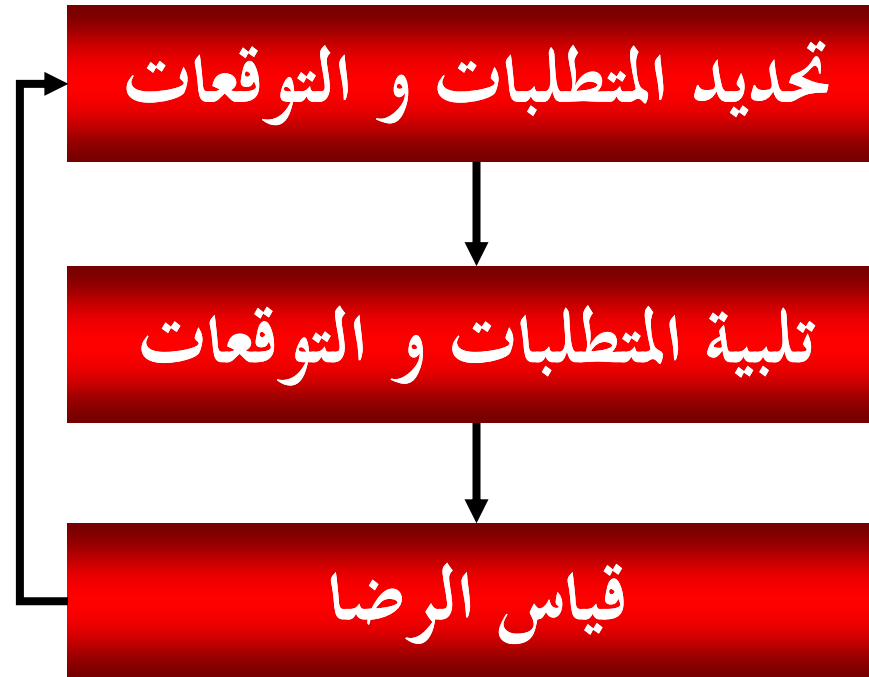 تحديد المتطلبات و التوقعات
تلبية المتطلبات و التوقعات
قياس الرضا